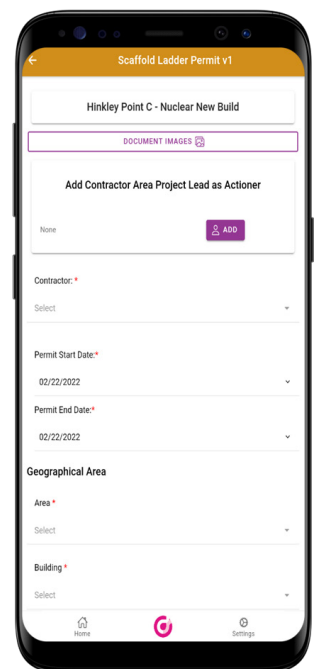 Scaffold Ladder Permit v1
Hinkley Point C - Nuclear New Build
DOCUMENT IMAGES
Add Contractor Area Project Lead as Actioner
None
ADD
Contractor: *
Select
Permit Start Date:*
02/22/2022
Permit End Date:*
02/22/2022
Geographical Area
Area *
Select
Building *
Select
Home
Settings